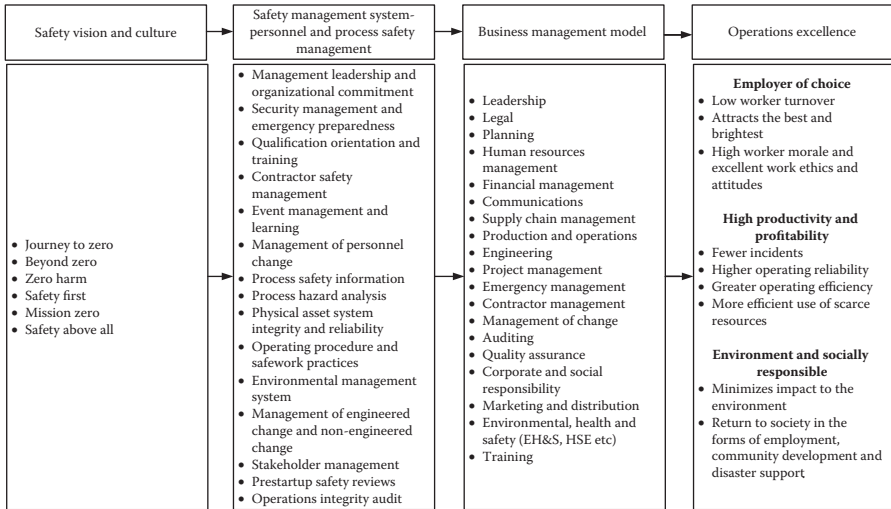 Safety vision and culture
Safety management system-
personnel and process safety
management
Business management model
Operations excellence
• Journey to zero
• Beyond zero
• Zero harm
• Safety first
• Mission zero
• Safety above all
• Management leadership and
organizational commitment
• Security management and
emergency preparedness
• Qualification orientation and
training
• Contractor safety
management
• Event management and
learning
• Management of personnel
change
• Process safety information
• Process hazard analysis
• Physical asset system
integrity and reliability
• Operating procedure and
safework practices
• Environmental management
system
• Management of engineered
change and non-engineered
change
• Stakeholder management
• Prestartup safety reviews
• Operations integrity audit
• Leadership
• Legal
• Planning
• Human resources
management
• Financial management
• Communications
• Supply chain management
• Production and operations
• Engineering
• Project management
• Emergency management
• Contractor management
• Management of change
• Auditing
• Quality assurance
• Corporate and social
responsibility
• Marketing and distribution
• Environmental, health and
safety (EH&S, HSE etc)
• Training
Employer of choice
• Low worker turnover
• Attracts the best and
brightest
• High worker morale and
excellent work ethics and
attitudes
High productivity and
profitability
• Fewer incidents
• Higher operating reliability
• Greater operating efficiency
• More efficient use of scarce
resources
Environment and socially
responsible
• Minimizes impact to the
environment
• Return to society in the
forms of employment,
community development and
disaster support.